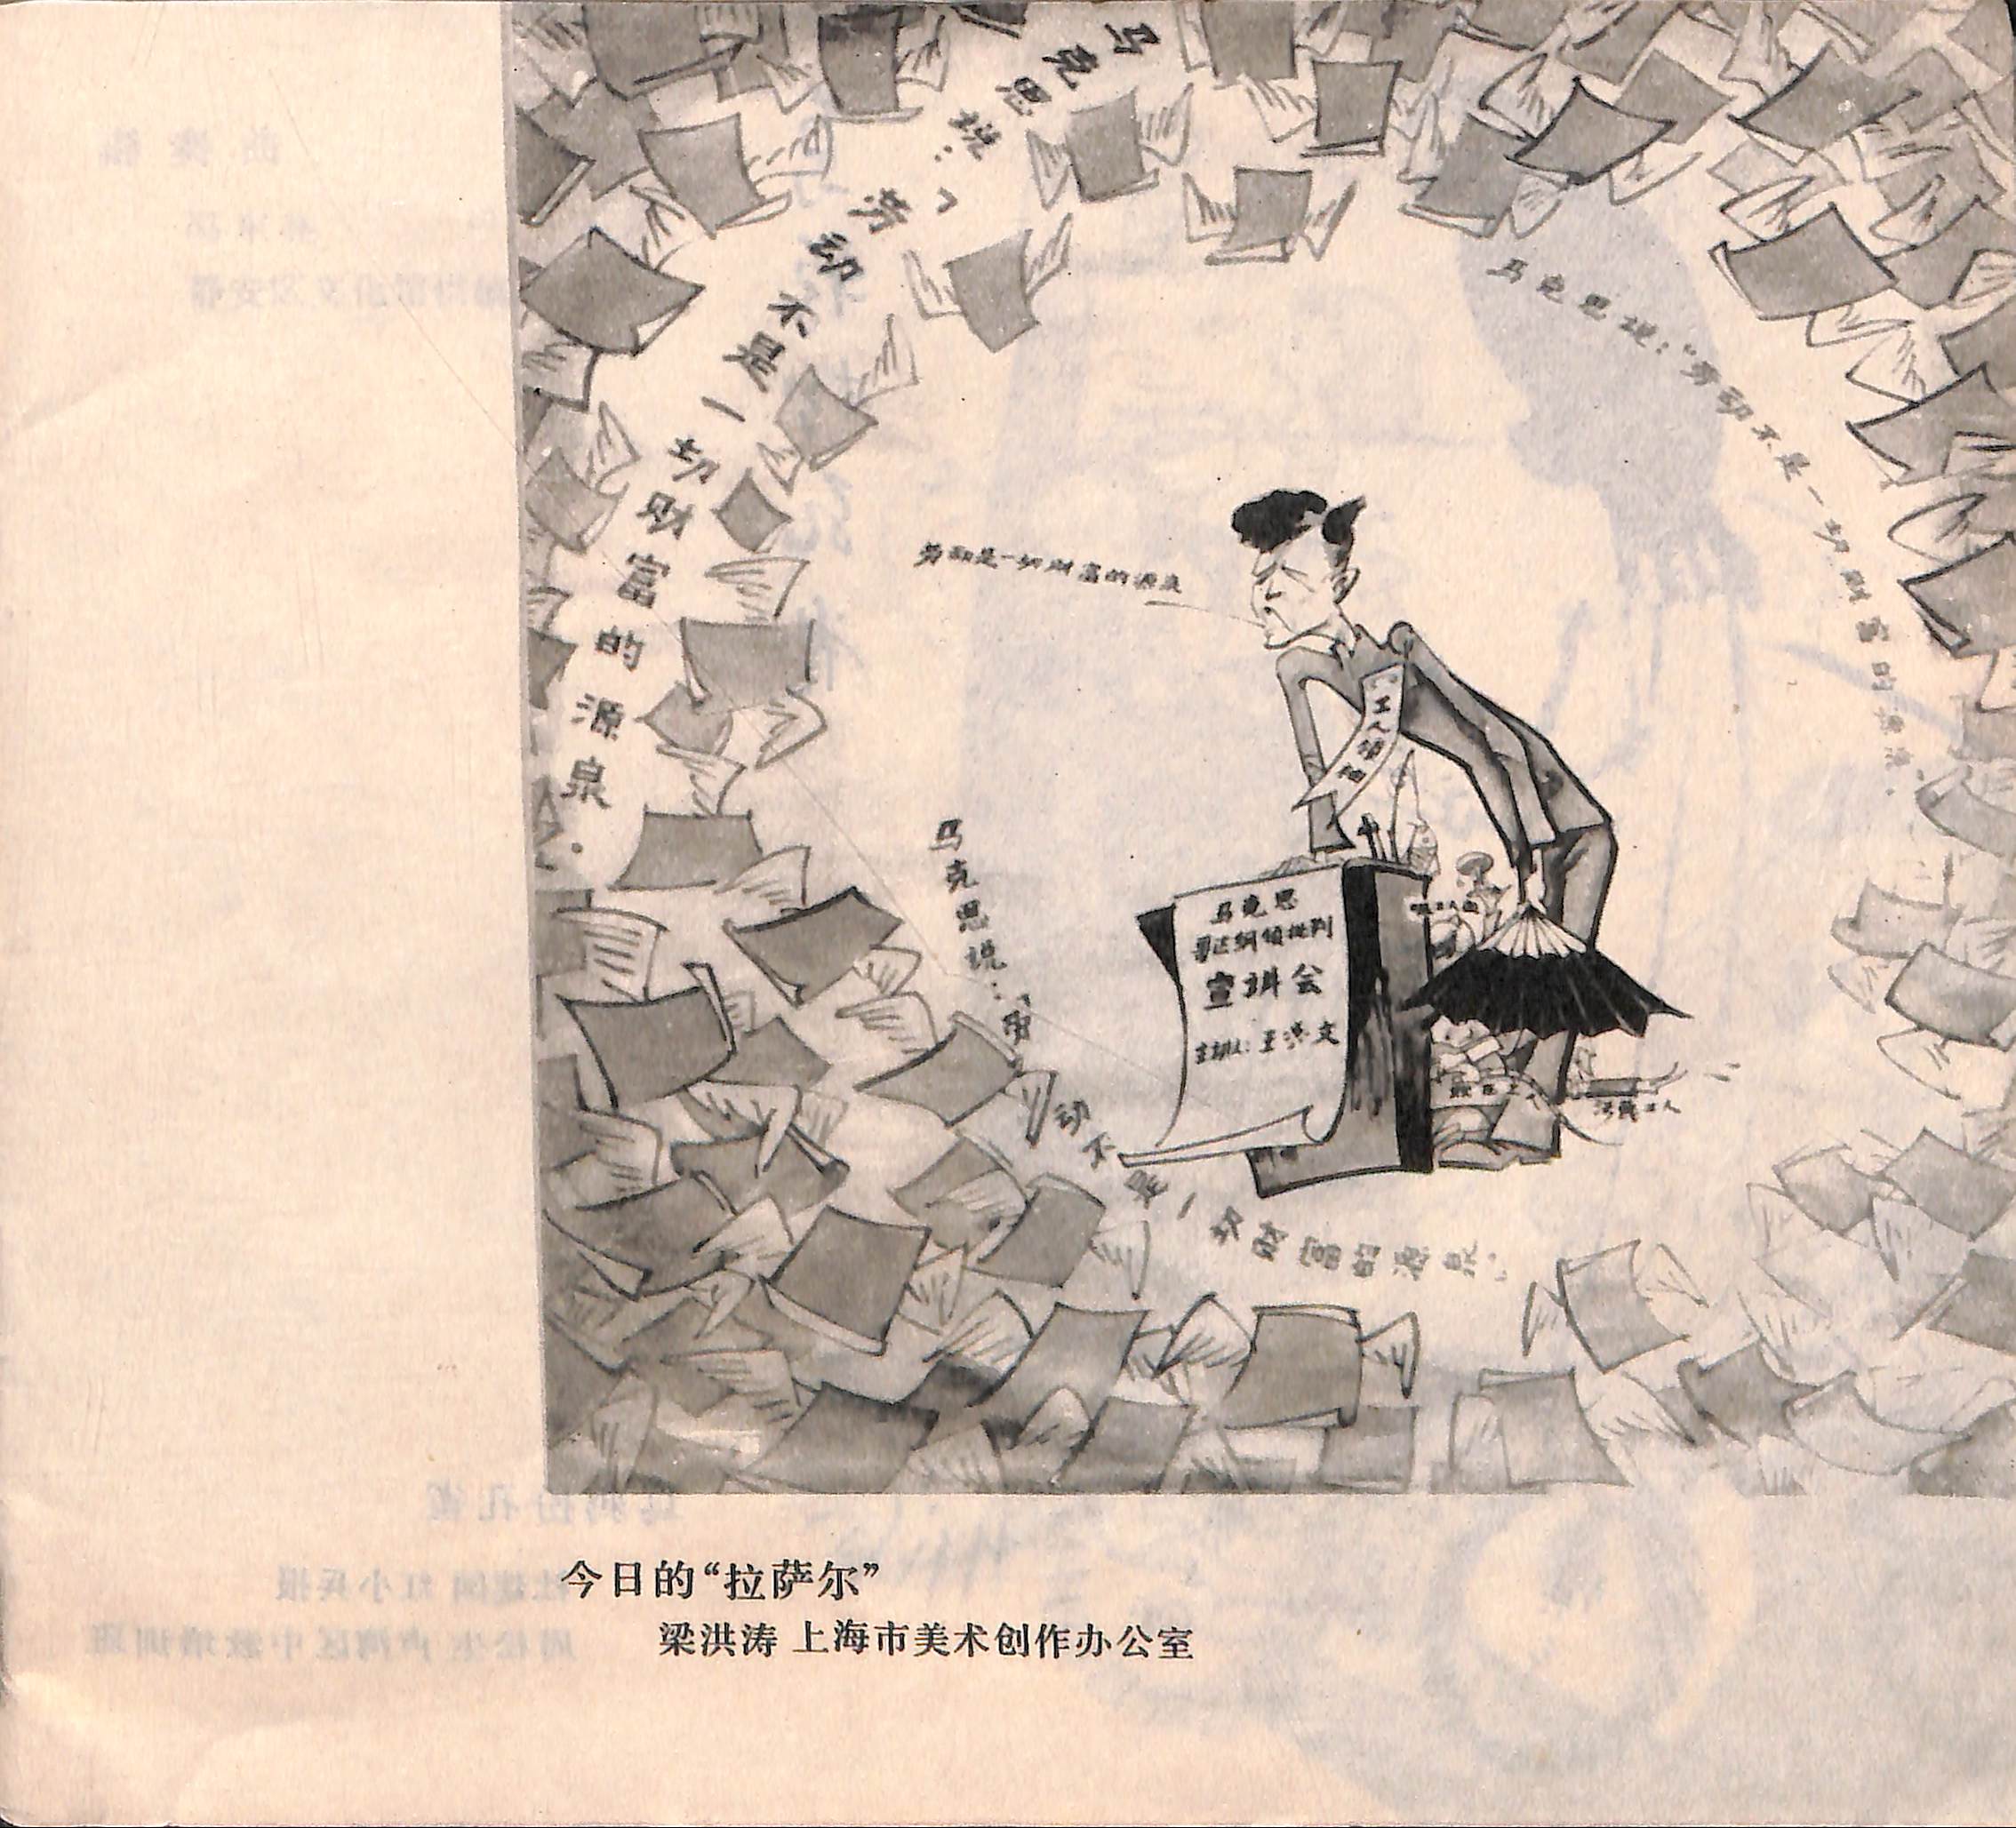 马克思说：“劳动不是一切财富的源泉”。
马克思说：“劳动不是一切财富的源泉”。
劳动是一切财富的源泉
工人领袖
马克思说：“劳动不是一切财富的源泉”
马克思
哥达纲领批判
宣讲会
主讲人：王洪文
今日的“拉萨尔”
梁洪涛 上海市美术创作办公室